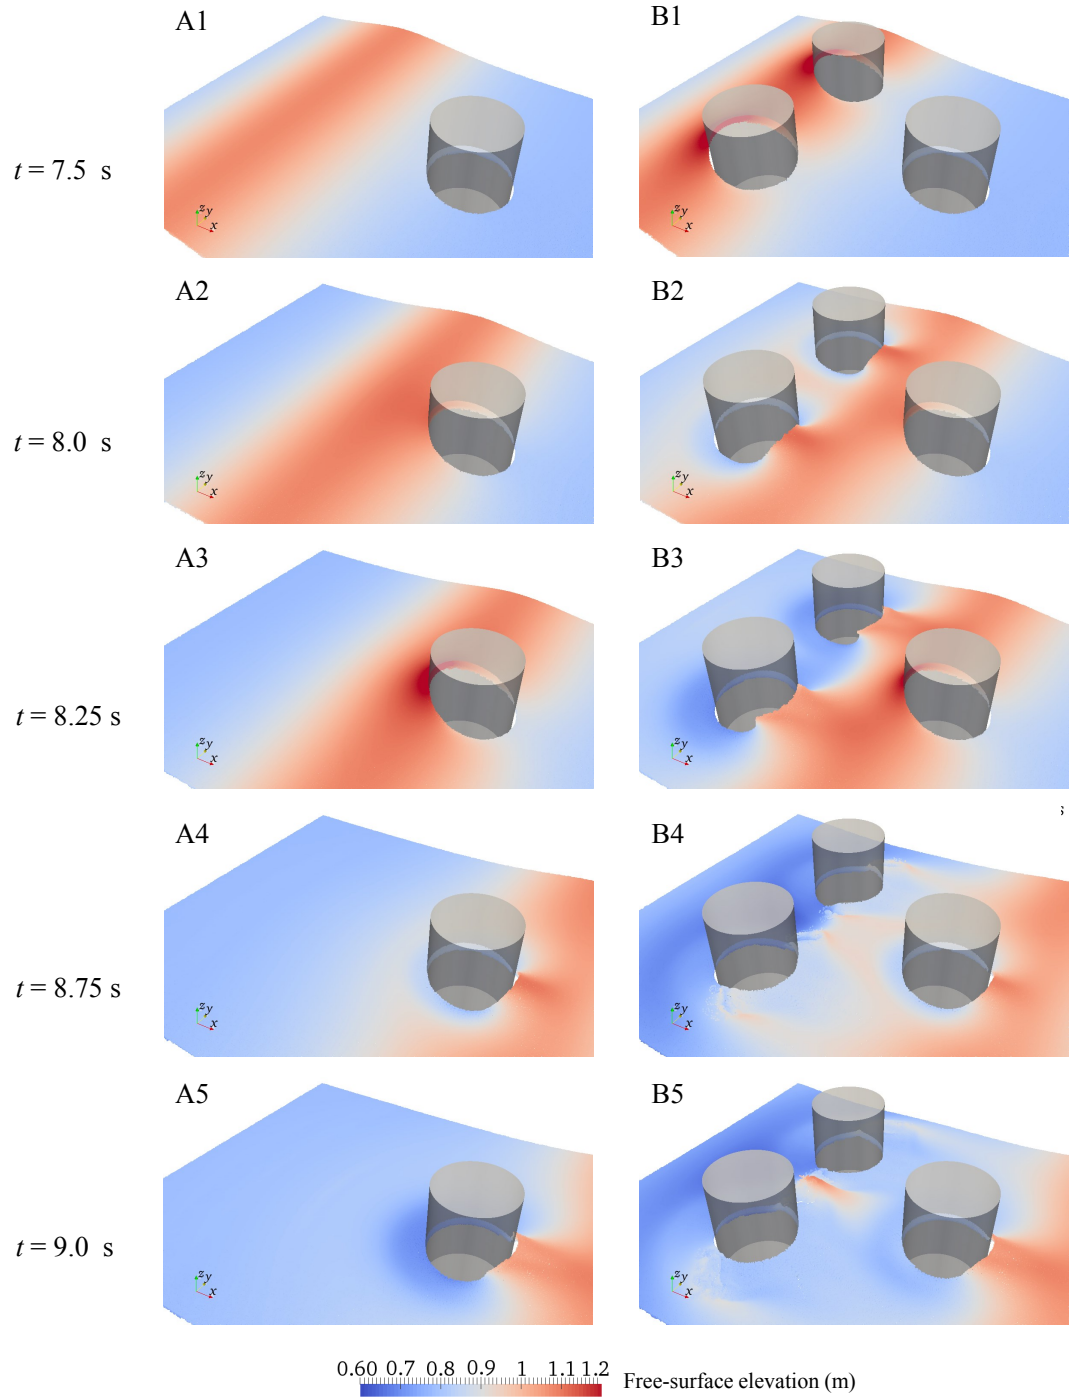 A1 B1
t = 7.5 s
z y x z y x
A2 B2
t = 8.0 s
z y x z y x
A3 B3
t = 8.25 s
z y x z y x
s
A4 B4
t = 8.75 s
z y x z y x
A5 B5
t = 9.0 s
z y x z y x
0.60 0.7 0.8 0.9 1 1.1 1.2
Free-surface elevation (m)